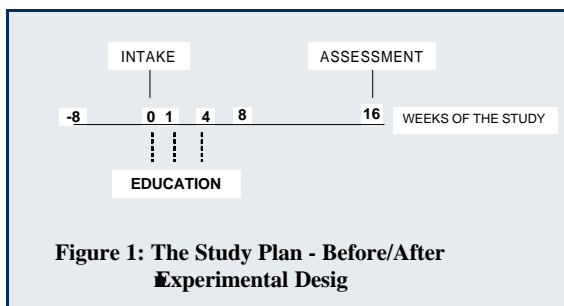 INTAKE ASSESSMENT
-8 0 1 4 8 16 WEEKS OF THE STUDY
EDUCATION
Figure 1: The Study Plan - Before/After
Experimental Desig